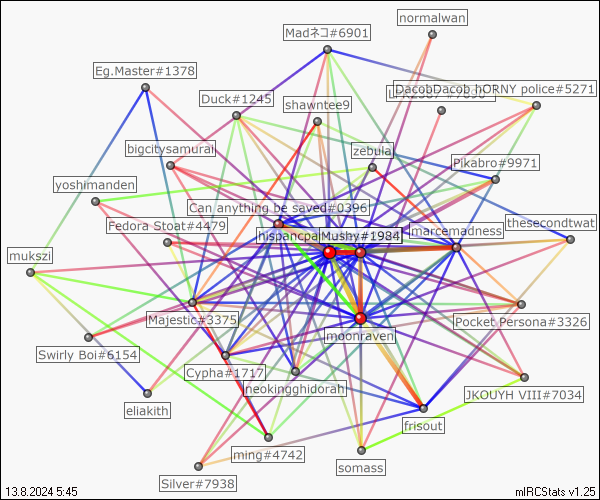 normalwan
Madネコ#6901
Eg.Master#1378
DacobDacob hORNY police#5271
Duck#1245
shawntee9
bigcitysamurai
zebulai
Pikabro#9971
yoshimanden
Can anything be saved#0396
Fedora Stoat#4479
thesecondtwat
marcemadness
hispancpa
Mushy#1984
mukszi
Majestic#3375
Pocket Persona#3326
moonraven
Swirly Boi#6154
Cypha#1717
neokingghidorah
JKOUYH VIII#7034
eliakith
frisout
ming#4742
somass
Silver#7938
13.8.2024 5:45
mIRCStats v1.25